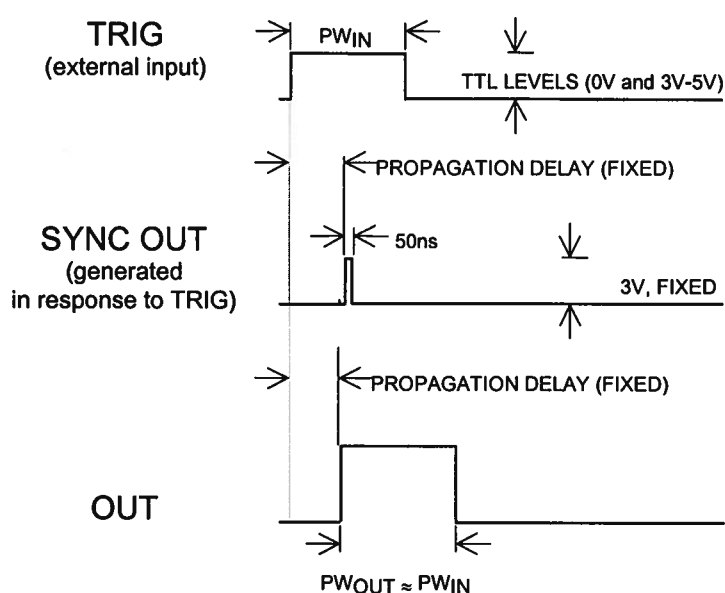 TRIG
(external input)
PWIN
TTL LEVELS (0V and 3V-5V)
PROPAGATION DELAY (FIXED)
SYNC OUT
(generated
in response to TRIG)
50ns
3V, FIXED
PROPAGATION DELAY (FIXED)
OUT
PWOUT ≈ PWIN